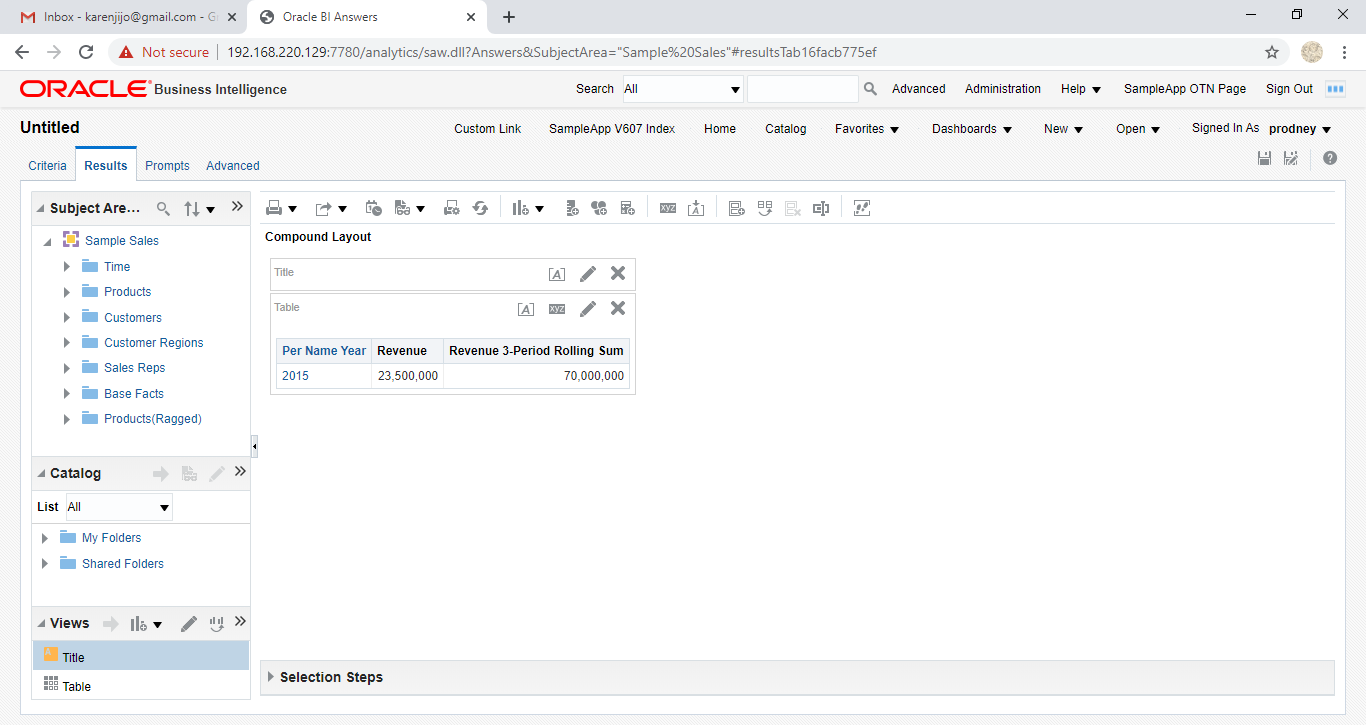 Inbox - karenjijo@gmail.com - G
Oracle BI Answers
Not secure
192.168.220.129:7780/analytics/saw.dll?Answers&SubjectArea="Sample%20Sales"#resultsTab16facb775ef
ORACLE Business Intelligence
Search All Advanced Administration Help SampleApp OTN Page Sign Out
Untitled
Custom Link SampleApp V607 Index Home Catalog Favorites Dashboards New Open Signed In As prodney
Criteria Results Prompts Advanced
Subject Are...
Sample Sales
Time
Products
Customers
Customer Regions
Sales Reps
Base Facts
Products(Ragged)
Catalog
List All
My Folders
Shared Folders
Views
Title
Table
xyz A
Compound Layout
Title
A
Table
A xyz
Per Name Year Revenue Revenue 3-Period Rolling Sum
2015 23,500,000 70,000,000
Selection Steps